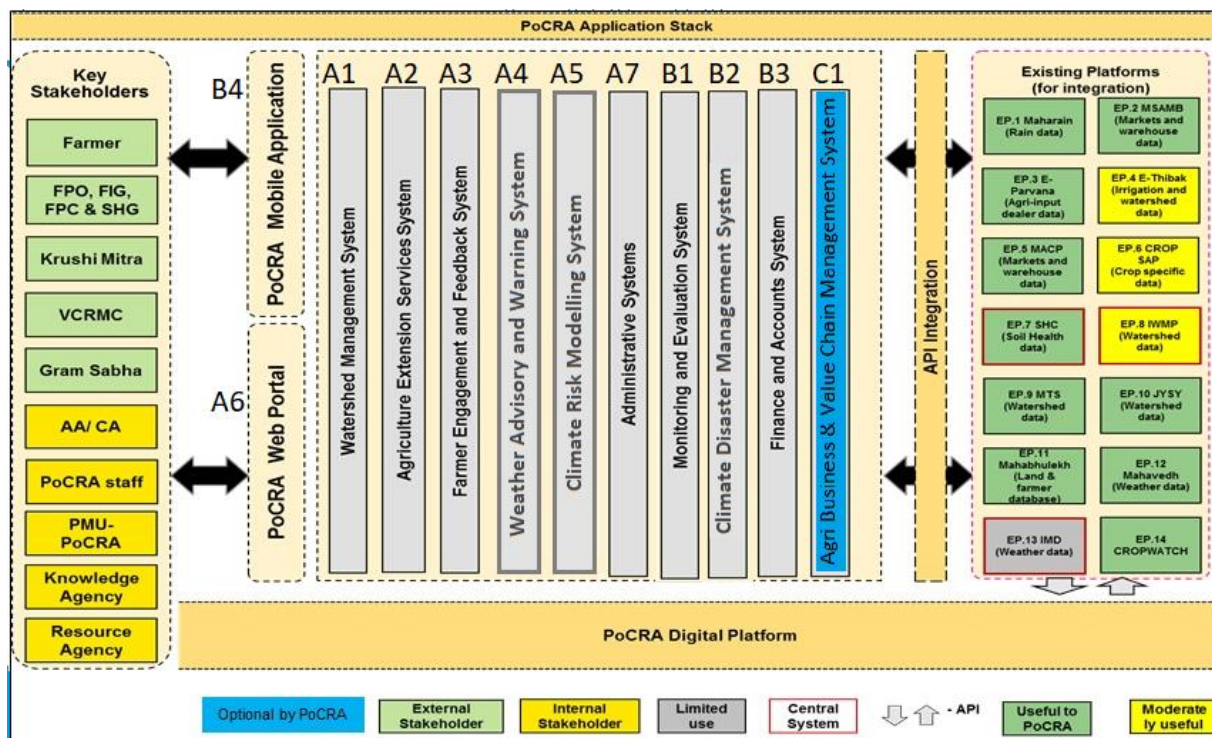 PoCRA Application Stack
Key
Stakeholders
Farmer
FPO, FIG,
FPC & SHG
Krushi Mitra
VCRMC
Gram Sabha
AA/ CA
PoCRA staff
PMU-
PoCRA
Knowledge
Agency
Resource
Agency
B4
PoCRA Mobile Application
A6
PoCRA Web Portal
A1
Watershed Management System
A2
Agriculture Extension Services System
A3
Farmer Engagement and Feedback System
A4
Weather Advisory and Warning System
A5
Climate Risk Modelling System
A7
Administrative Systems
B1
Monitoring and Evaluation System
B2
Climate Disaster Management System
B3
Finance and Accounts System
C1
Agri Business & Value Chain Management System
API Integration
Existing Platforms
(for integration)
EP.1 Maharain
(Rain data)
EP.2 MSAMB
(Markets and
warehouse
data)
EP.3 E-
Parvana
(Agri-input
dealer data)
EP.4 E-Thibak
(Irrigation and
watershed
data)
EP.5 MACP
(Markets and
warehouse
data)
EP.6 CROP
SAP
(Crop specific
data)
EP.7 SHC
(Soil Health
data)
EP.8 IWMP
(Watershed
data)
EP.9 MTS
(Watershed
data)
EP.10 JYSY
(Watershed
data)
EP.11
Mahabhulekh
(Land &
farmer
database)
EP.12
Mahavedh
(Weather data)
EP.13 IMD
(Weather data)
EP.14
CROPWATCH
PoCRA Digital Platform
Optional by PoCRA
External
Stakeholder
Internal
Stakeholder
Limited
use
Central
System
- API
Useful to
PoCRA
Moderate
ly useful